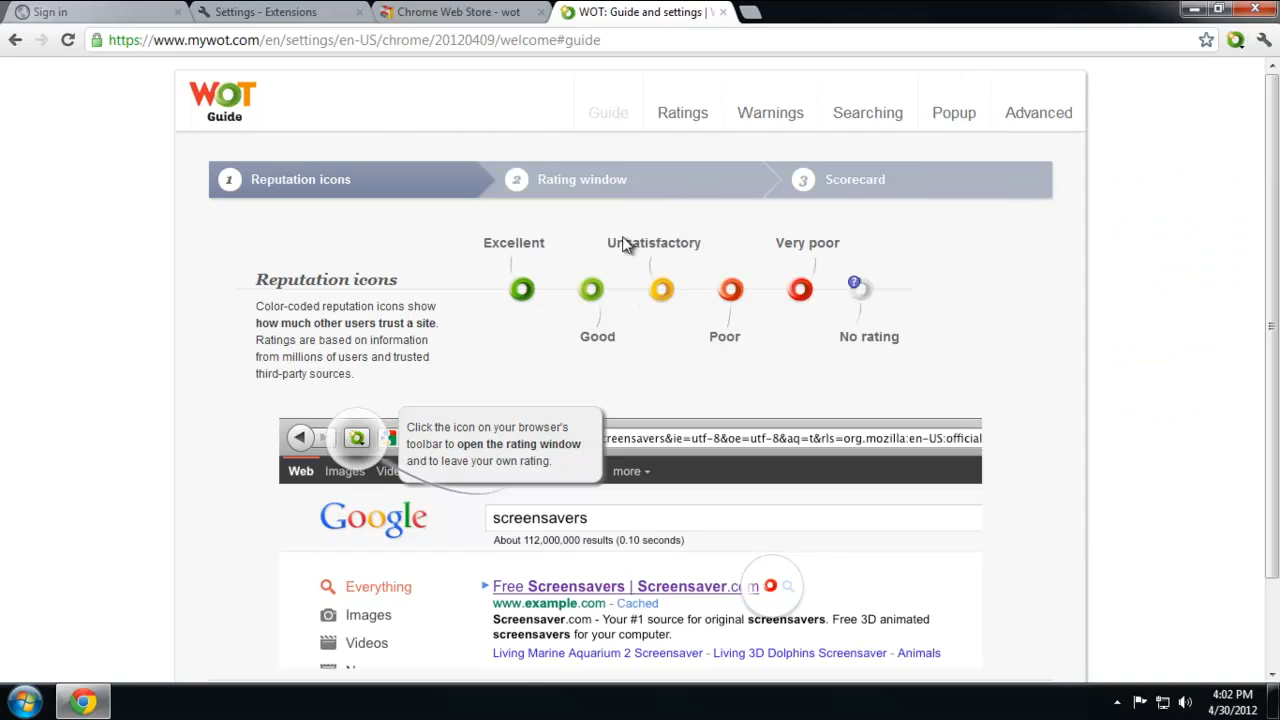 Sign in
Settings - Extensions
Chrome Web Store - wot
WOT: Guide and settings |
https://www.mywot.com/en/settings/en-US/chrome/20120409/welcome#guide
WOT
Guide
Guide
Ratings
Warnings
Searching
Popup
Advanced
1 Reputation icons
2 Rating window
3 Scorecard
Excellent
Unsatisfactory
Very poor
Good
Poor
No rating
Reputation icons
Color-coded reputation icons show
how much other users trust a site.
Ratings are based on information
from millions of users and trusted
third-party sources.
Click the icon on your browser's
toolbar to open the rating window
and to leave your own rating.
creensavers&ie=utf-8&oe=utf-8&aq=t&rls=org.mozilla:en-US:official
Web
Images
more
Google
screensavers
About 112,000,000 results (0.10 seconds)
Everything
Images
Videos
Free Screensavers | Screensaver.com
www.example.com - Cached
Screensaver.com - Your #1 source for original screensavers. Free 3D animated
screensavers for your computer.
Living Marine Aquarium 2 Screensaver - Living 3D Dolphins Screensaver - Animals
4:02 PM
4/30/2012